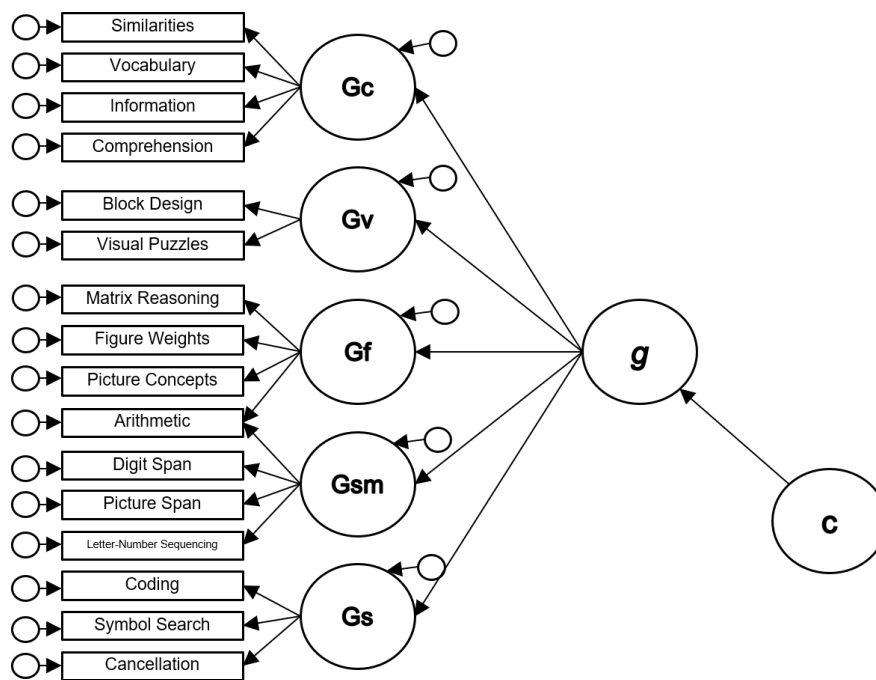 Similarities
Vocabulary
Information
Comprehension
Gc
Block Design
Visual Puzzles
Gv
Matrix Reasoning
Figure Weights
Picture Concepts
Arithmetic
Gf
g
Digit Span
Picture Span
Letter-Number Sequencing
Gsm
c
Coding
Symbol Search
Cancellation
Gs